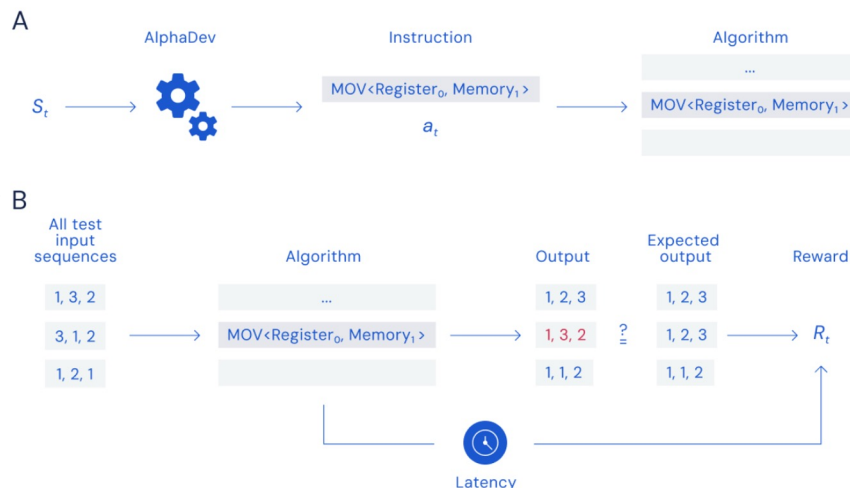 A
AlphaDev
Instruction
Algorithm
...
Sₜ
MOV<Register₀, Memory₁>
MOV<Register₀, Memory₁>
aₜ
B
All test
input
sequences
Algorithm
Output
Expected
output
Reward
1, 3, 2
...
1, 2, 3
1, 2, 3
3, 1, 2
MOV<Register₀, Memory₁>
1, 3, 2
?
=
1, 2, 3
Rₜ
1, 2, 1
1, 1, 2
1, 1, 2
Latency